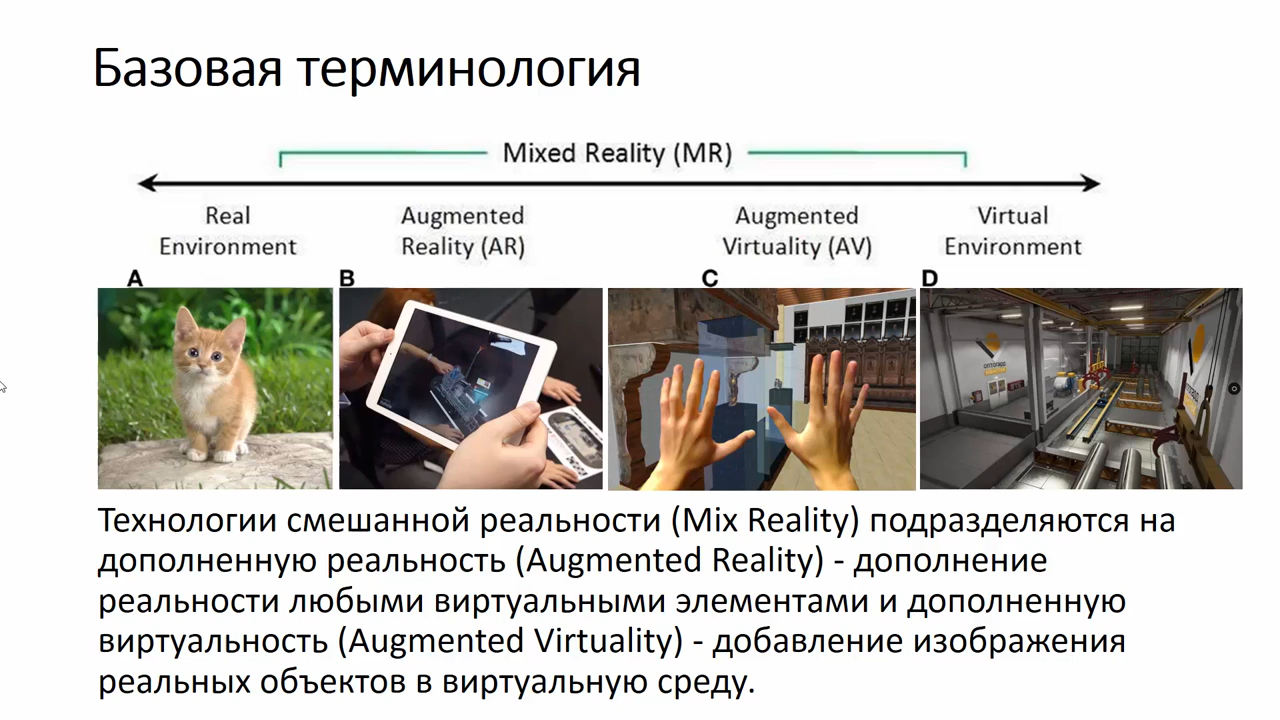 Базовая терминология
Mixed Reality (MR)
Real
Environment
Augmented
Reality (AR)
Augmented
Virtuality (AV)
Virtual
Environment
A
B
C
D
Технологии смешанной реальности (Mix Reality) подразделяются на
дополненную реальность (Augmented Reality) - дополнение
реальности любыми виртуальными элементами и дополненную
виртуальность (Augmented Virtuality) - добавление изображения
реальных объектов в виртуальную среду.